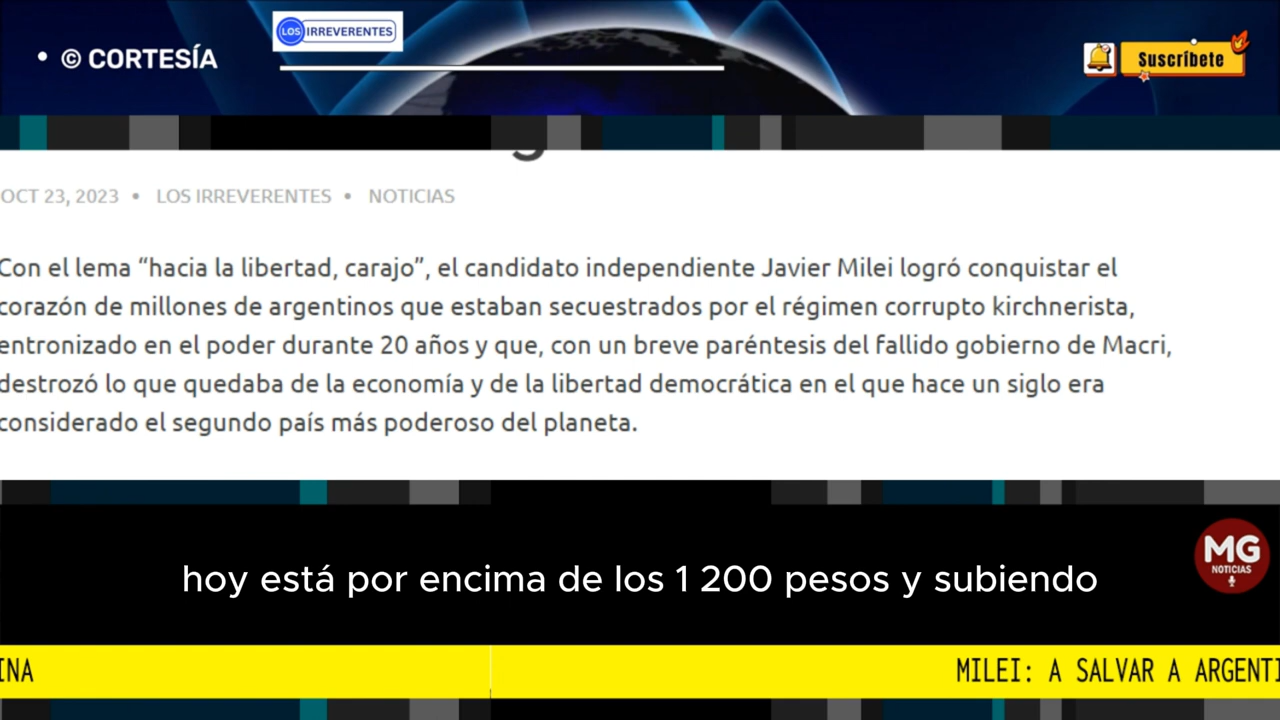 • © CORTESÍA
LOS IRREVERENTES
Suscríbete
OCT 23, 2023 • LOS IRREVERENTES • NOTICIAS
Con el lema “hacia la libertad, carajo”, el candidato independiente Javier Milei logró conquistar el
corazón de millones de argentinos que estaban secuestrados por el régimen corrupto kirchnerista,
entronizado en el poder durante 20 años y que, con un breve paréntesis del fallido gobierno de Macri,
destrozó lo que quedaba de la economía y de la libertad democrática en el que hace un siglo era
considerado el segundo país más poderoso del planeta.
MG
NOTICIAS
hoy está por encima de los 1 200 pesos y subiendo
INA MILEI: A SALVAR A ARGENTI